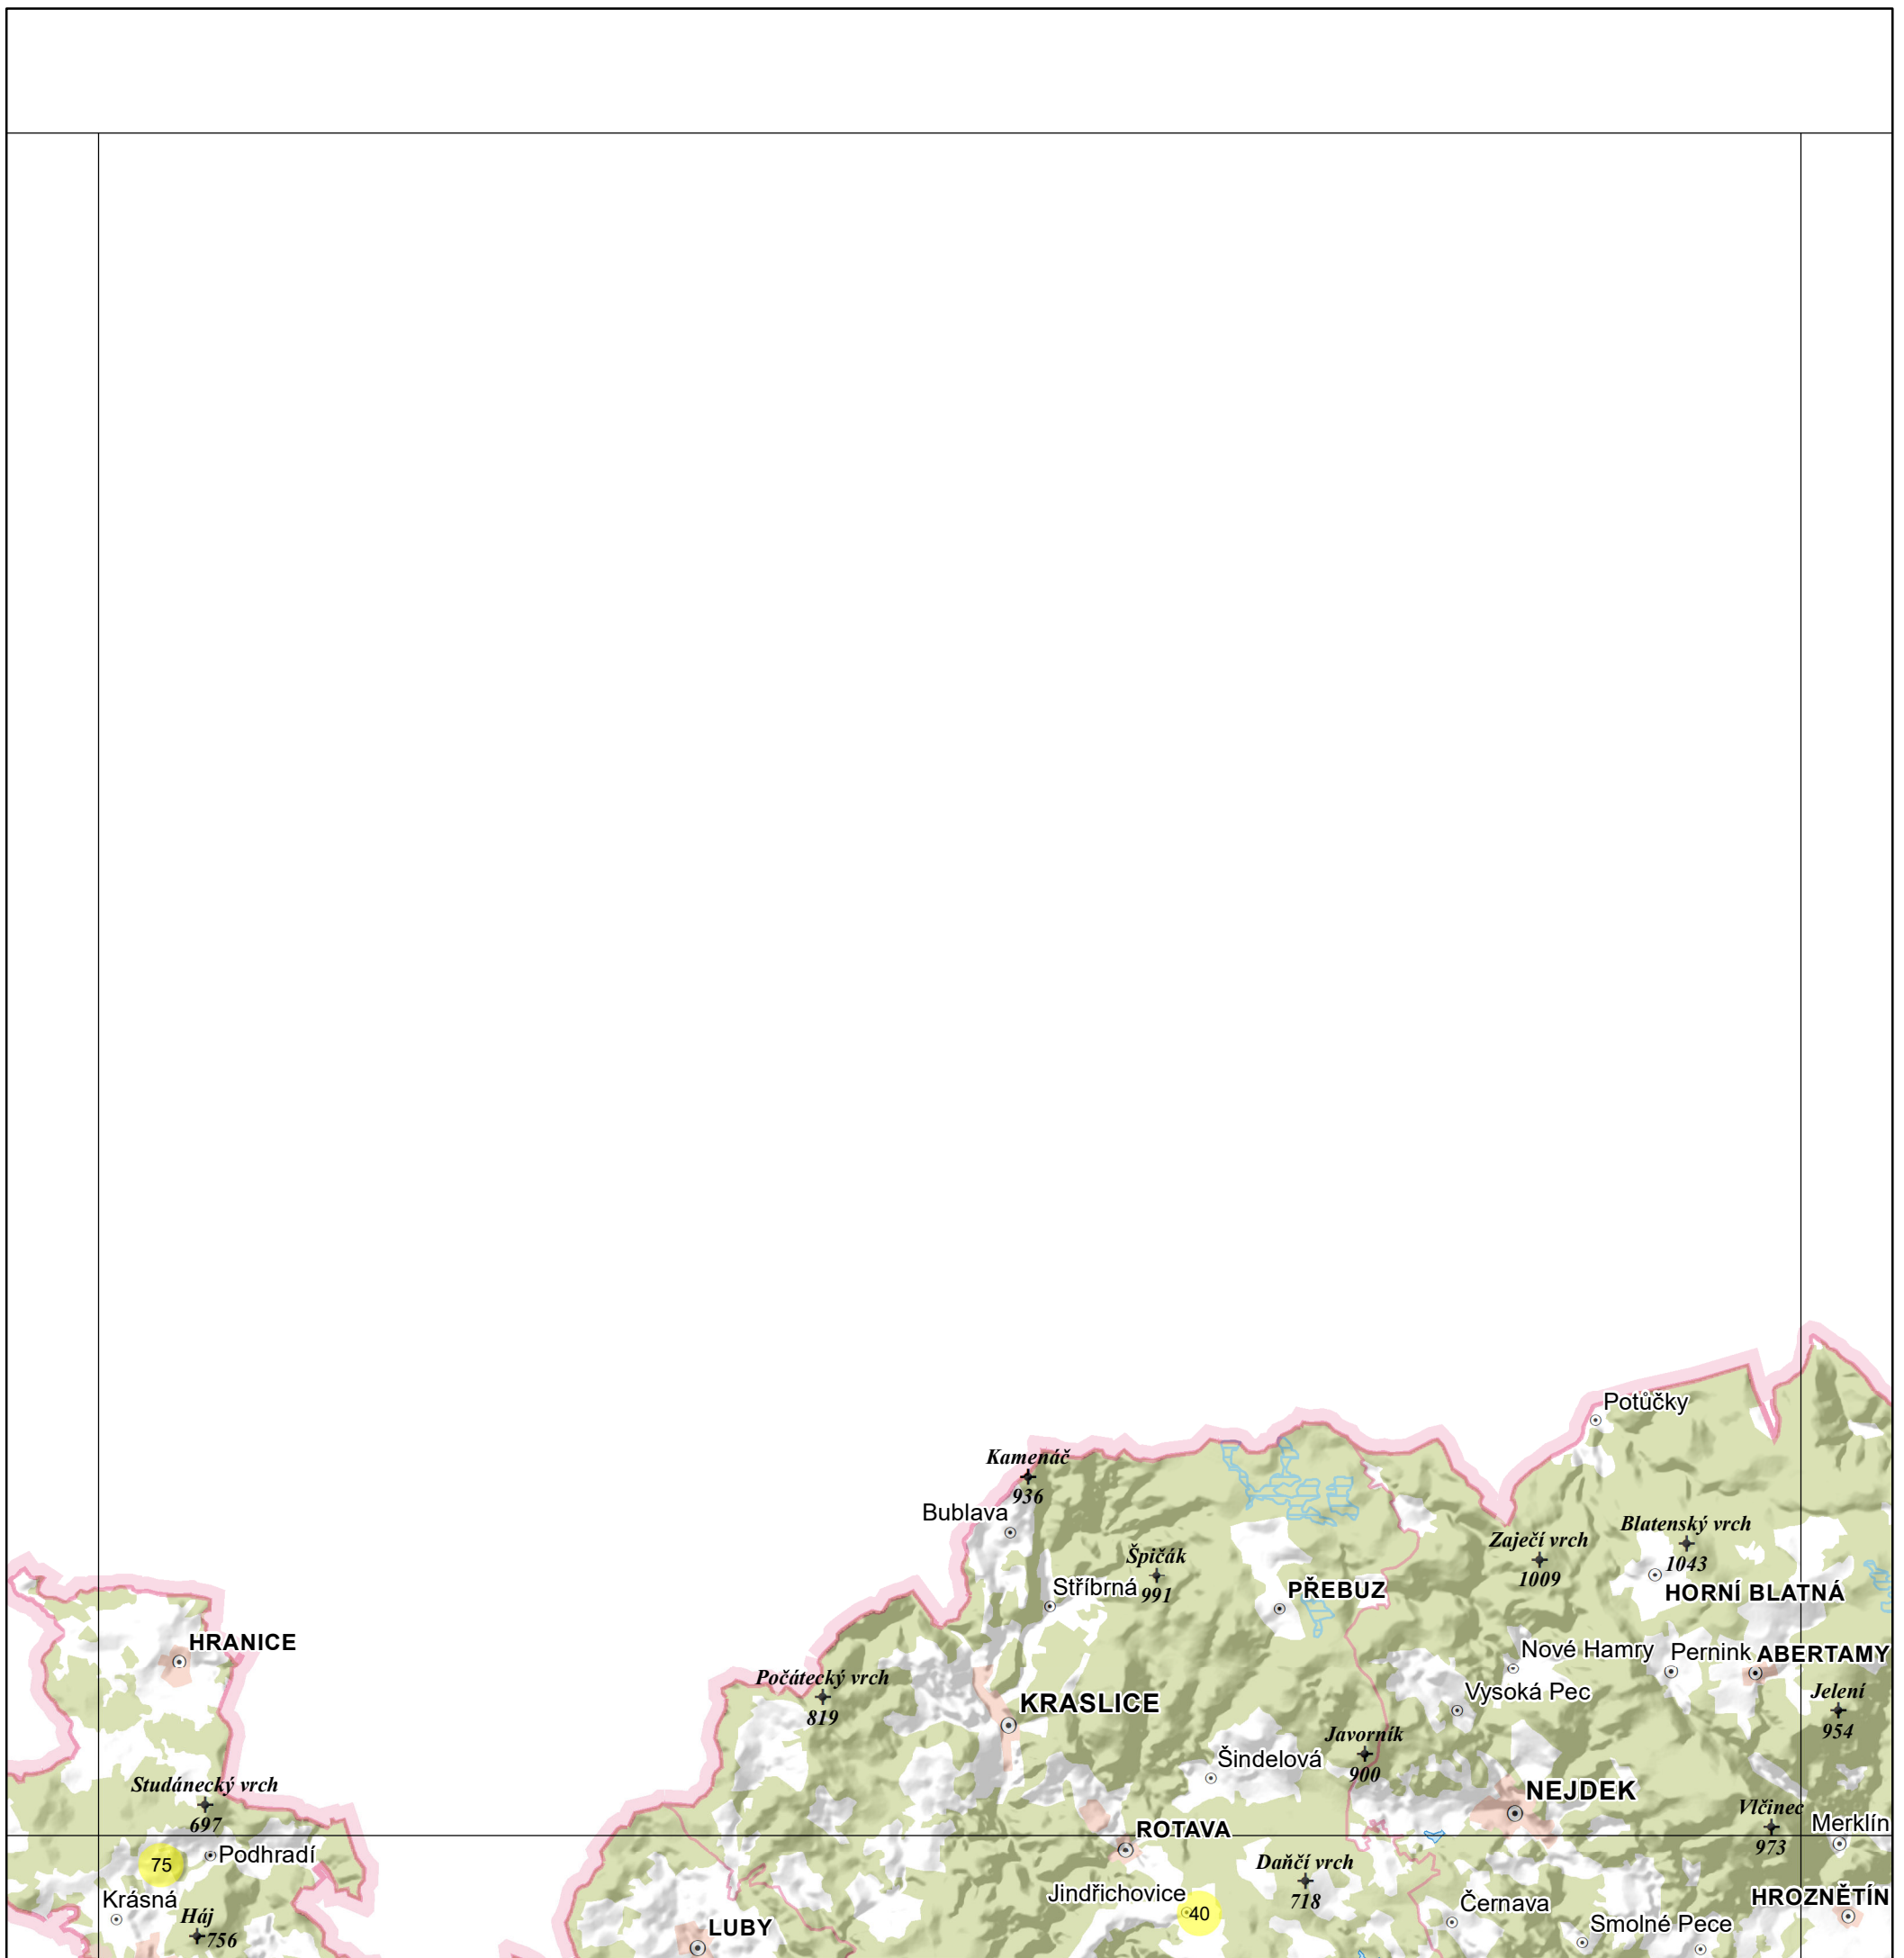 Potůčky
Kamenáč
936
Bublava
Blatenský vrch
1043
Zaječí vrch
1009
Špičák
991
Stříbrná
PŘEBUZ
HORNÍ BLATNÁ
HRANICE
Nové Hamry
Pernink
ABERTAMY
Počátecký vrch
819
Vysoká Pec
Jelení
954
KRASLICE
Javorník
900
Šindelová
Studánecký vrch
697
NEJDEK
Vlčinec
973
Merklín
ROTAVA
Podhradí
75
Daňčí vrch
718
Jindřichovice
40
Krásná
Háj
756
Černava
HROZNĚTÍN
LUBY
Smolné Pece